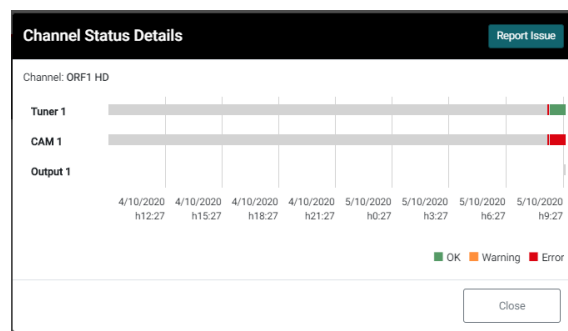 Channel Status Details
Report Issue
Channel: ORF1 HD
Tuner 1
CAM 1
Output 1
4/10/2020 4/10/2020 4/10/2020 4/10/2020 5/10/2020 5/10/2020 5/10/2020 5/10/2020
h12:27 h15:27 h18:27 h21:27 h0:27 h3:27 h6:27 h9:27
OK Warning Error
Close